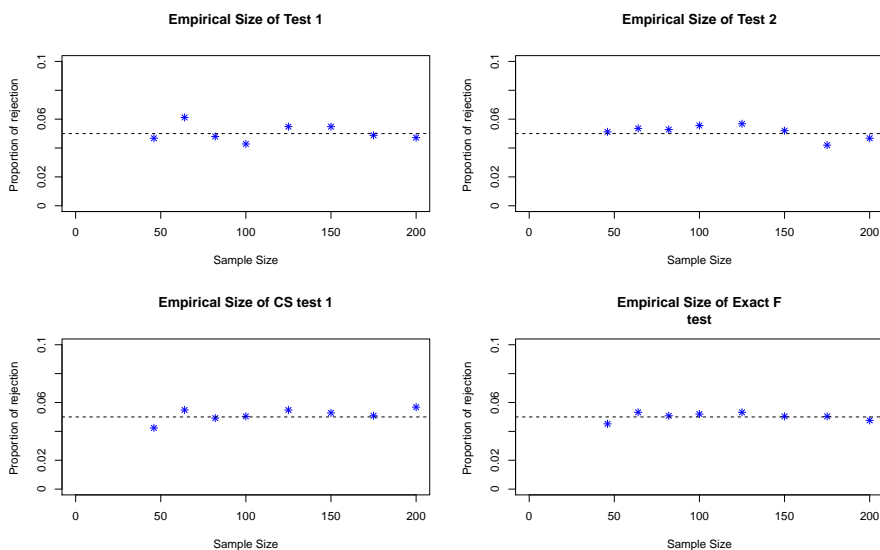 Empirical Size of Test 1
Proportion of rejection
0.1
0.06
0.02
0
0 50 100 150 200
Sample Size
Empirical Size of Test 2
Proportion of rejection
0.1
0.06
0.02
0
0 50 100 150 200
Sample Size
Empirical Size of CS test 1
Proportion of rejection
0.1
0.06
0.02
0
0 50 100 150 200
Sample Size
Empirical Size of Exact F
test
Proportion of rejection
0.1
0.06
0.02
0
0 50 100 150 200
Sample Size